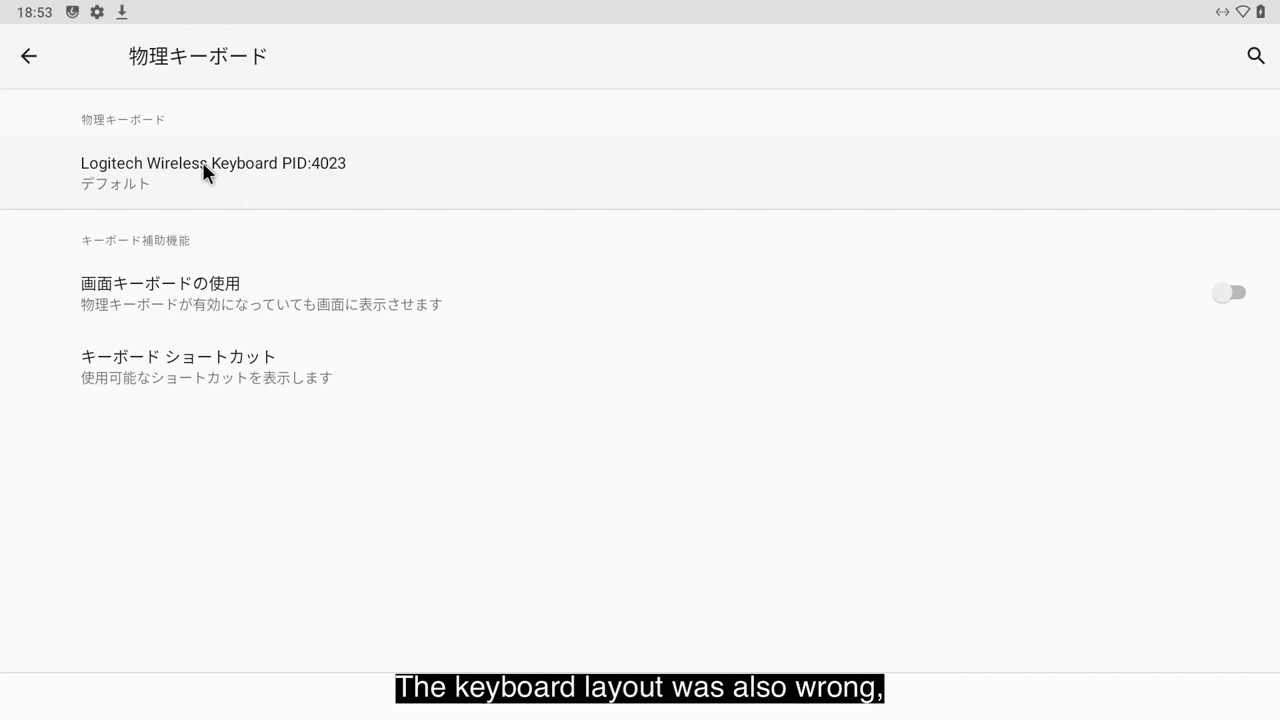 18:53
物理キーボード
物理キーボード
Logitech Wireless Keyboard PID:4023
デフォルト
キーボード補助機能
画面キーボードの使用
物理キーボードが有効になっていても画面に表示させます
キーボード ショートカット
使用可能なショートカットを表示します
The keyboard layout was also wrong,